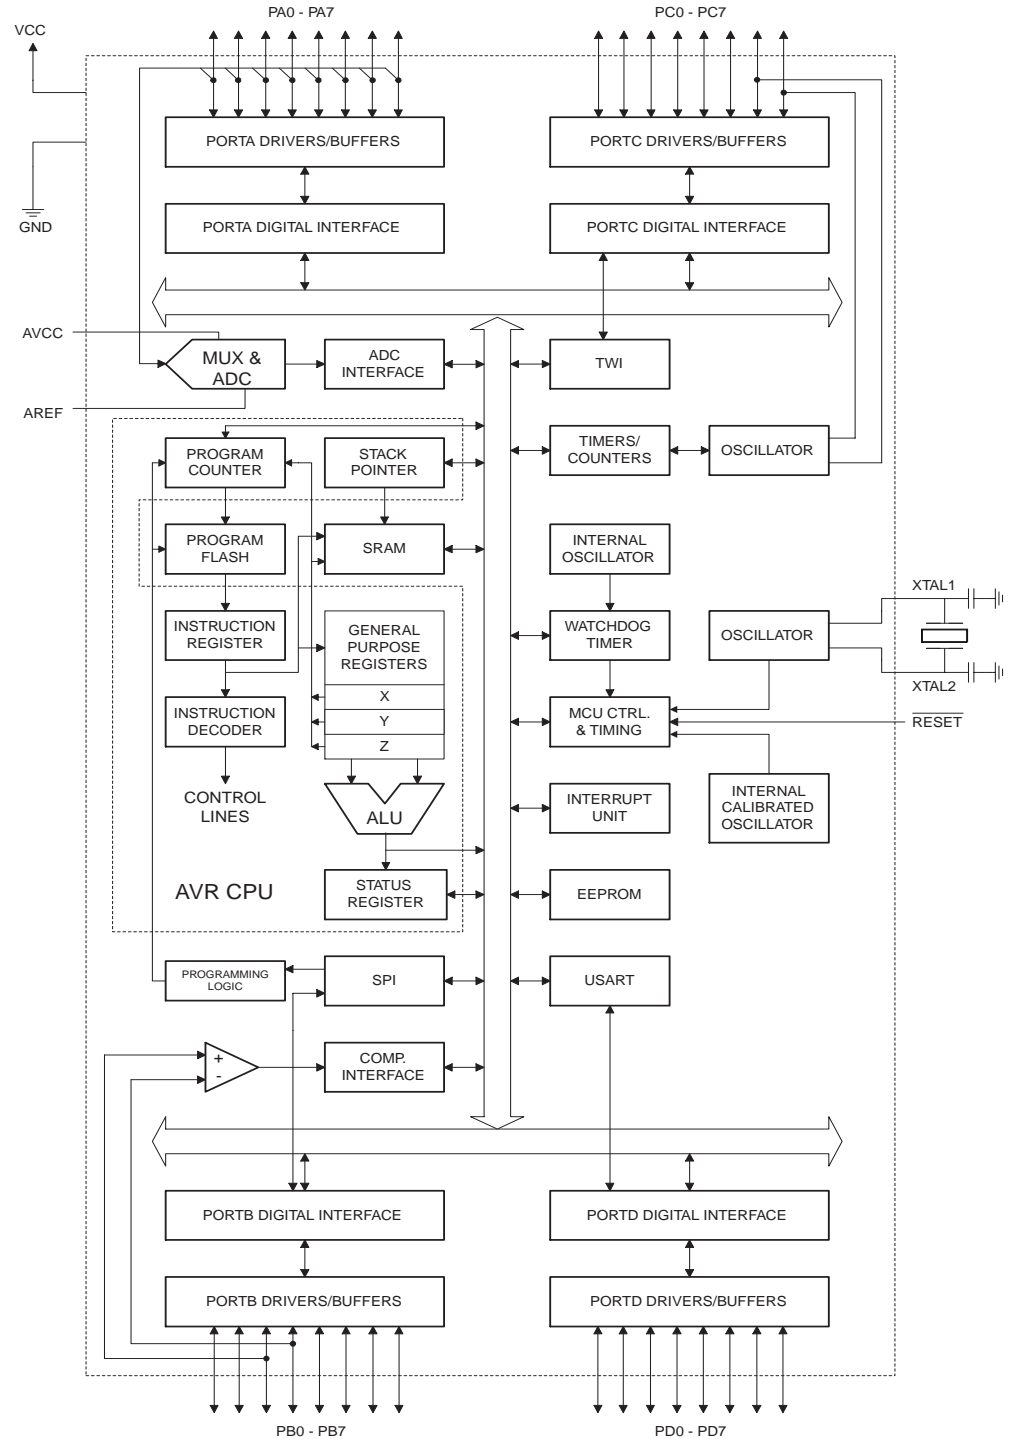 PA0 - PA7
PC0 - PC7
VCC
PORTA DRIVERS/BUFFERS
PORTC DRIVERS/BUFFERS
GND
PORTA DIGITAL INTERFACE
PORTC DIGITAL INTERFACE
AVCC
MUX &
ADC
ADC
INTERFACE
TWI
AREF
PROGRAM
COUNTER
STACK
POINTER
TIMERS/
COUNTERS
OSCILLATOR
PROGRAM
FLASH
SRAM
INTERNAL
OSCILLATOR
XTAL1
INSTRUCTION
REGISTER
GENERAL
PURPOSE
REGISTERS
WATCHDOG
TIMER
OSCILLATOR
XTAL2
X
INSTRUCTION
DECODER
Y
Z
MCU CTRL.
& TIMING
RESET
CONTROL
LINES
ALU
INTERRUPT
UNIT
INTERNAL
CALIBRATED
OSCILLATOR
AVR CPU
STATUS
REGISTER
EEPROM
PROGRAMMING
LOGIC
SPI
USART
+
-
COMP.
INTERFACE
PORTB DIGITAL INTERFACE
PORTD DIGITAL INTERFACE
PORTB DRIVERS/BUFFERS
PORTD DRIVERS/BUFFERS
PB0 - PB7
PD0 - PD7